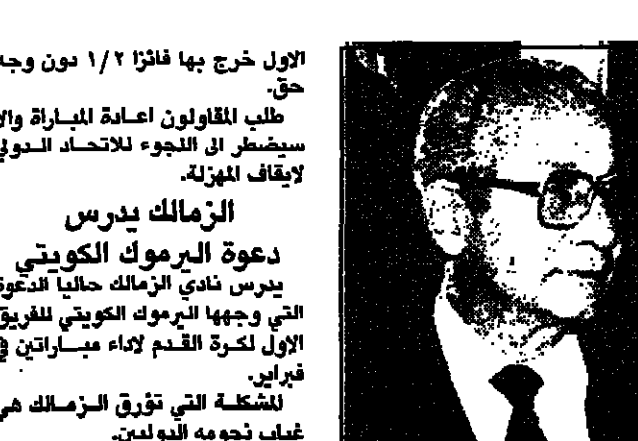 الاول خرج بها فائزا ١/٢ دون وجه
حق.
طلب المقاولون اعادة المباراة والا
سيضطر الى اللجوء للاتحاد الدولي
لايقاف المهزلة.
الزمالك يدرس
دعوة اليرموك الكويتي
يدرس نادي الزمالك حاليا الدعوة
التي وجهها اليرموك الكويتي للفريق
الاول لكرة القدم لاداء مباراتين في
فبراير.
المشكلة التي تؤرق الزمالك هي
غياب نجومه الدوليين.